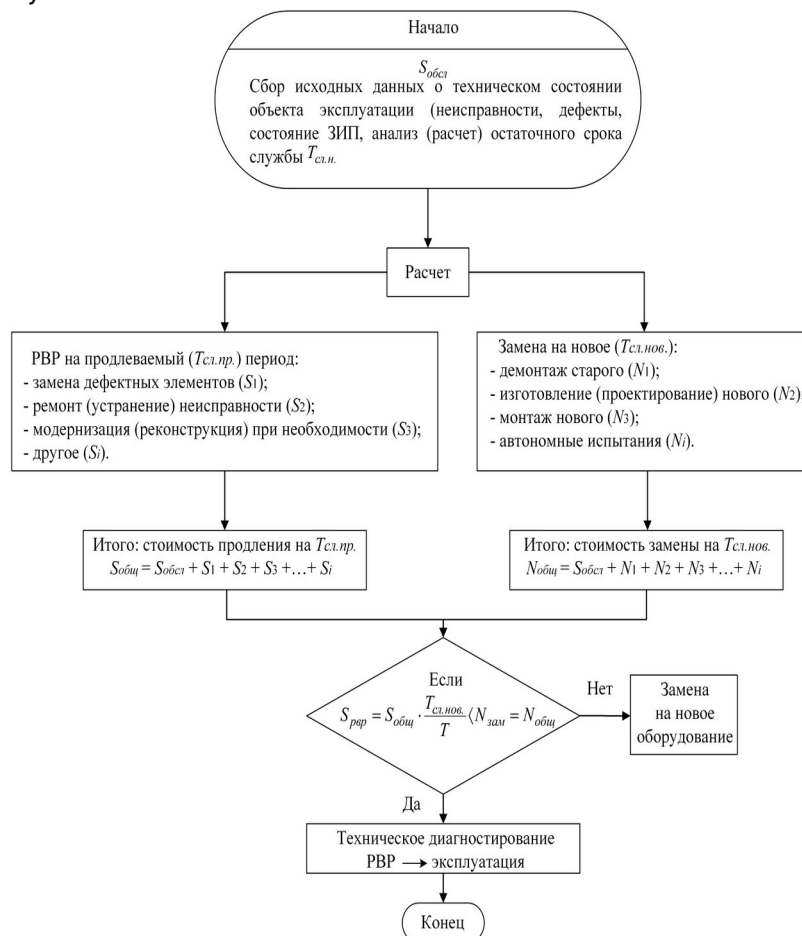 Начало
Sобсл
Сбор исходных данных о техническом состоянии
объекта эксплуатации (неисправности, дефекты,
состояние ЗИП, анализ (расчет) остаточного срока
службы Tсл.н.
Расчет
РВР на продлеваемый (Tсл.пр.) период:
- замена дефектных элементов (S1);
- ремонт (устранение) неисправности (S2);
- модернизация (реконструкция) при необходимости (S3);
- другое (Si).
Замена на новое (Tсл.нов.):
- демонтаж старого (N1);
- изготовление (проектирование) нового (N2);
- монтаж нового (N3);
- автономные испытания (Ni).
Итого: стоимость продления на Tсл.пр.
Sобщ = Sобсл + S1 + S2 + S3 +…+ Si
Итого: стоимость замены на Tсл.нов.
Nобщ = Sобсл + N1 + N2 + N3 +…+ Ni
Если
Sрвр = Sобщ · Tсл.нов./T ⟨Nзам = Nобщ
Нет
Замена
на новое
оборудование
Да
Техническое диагностирование
РВР → эксплуатация
Конец